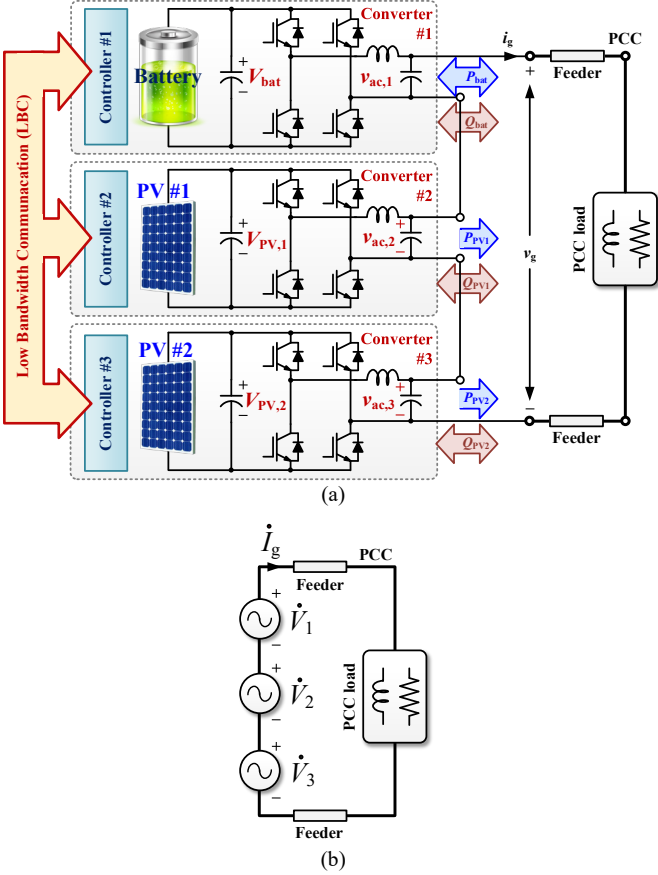 Low Bandwidth Communacation (LBC)
Controller #1
Battery
+
V_bat
−
Converter
#1
v_ac,1
i_g
P_bat
Q_bat
Feeder
PCC
Controller #2
PV #1
+
V_PV,1
−
Converter
#2
+
v_ac,2
−
P_PV1
Q_PV1
+
v_g
−
PCC load
Controller #3
PV #2
+
V_PV,2
−
Converter
#3
+
v_ac,3
−
P_PV2
Q_PV2
Feeder
(a)
İ_g
PCC
Feeder
+
V̇_1
−
+
V̇_2
−
+
V̇_3
−
PCC load
Feeder
(b)